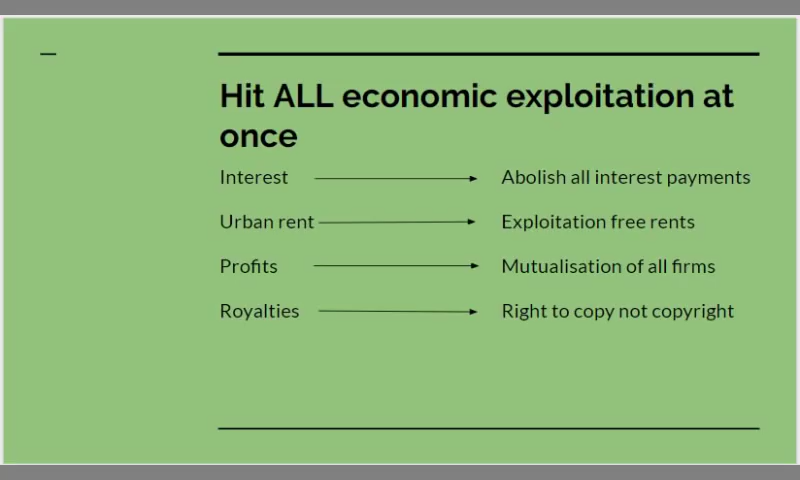 Hit ALL economic exploitation at
once
Interest Abolish all interest payments
Urban rent Exploitation free rents
Profits Mutualisation of all firms
Royalties Right to copy not copyright